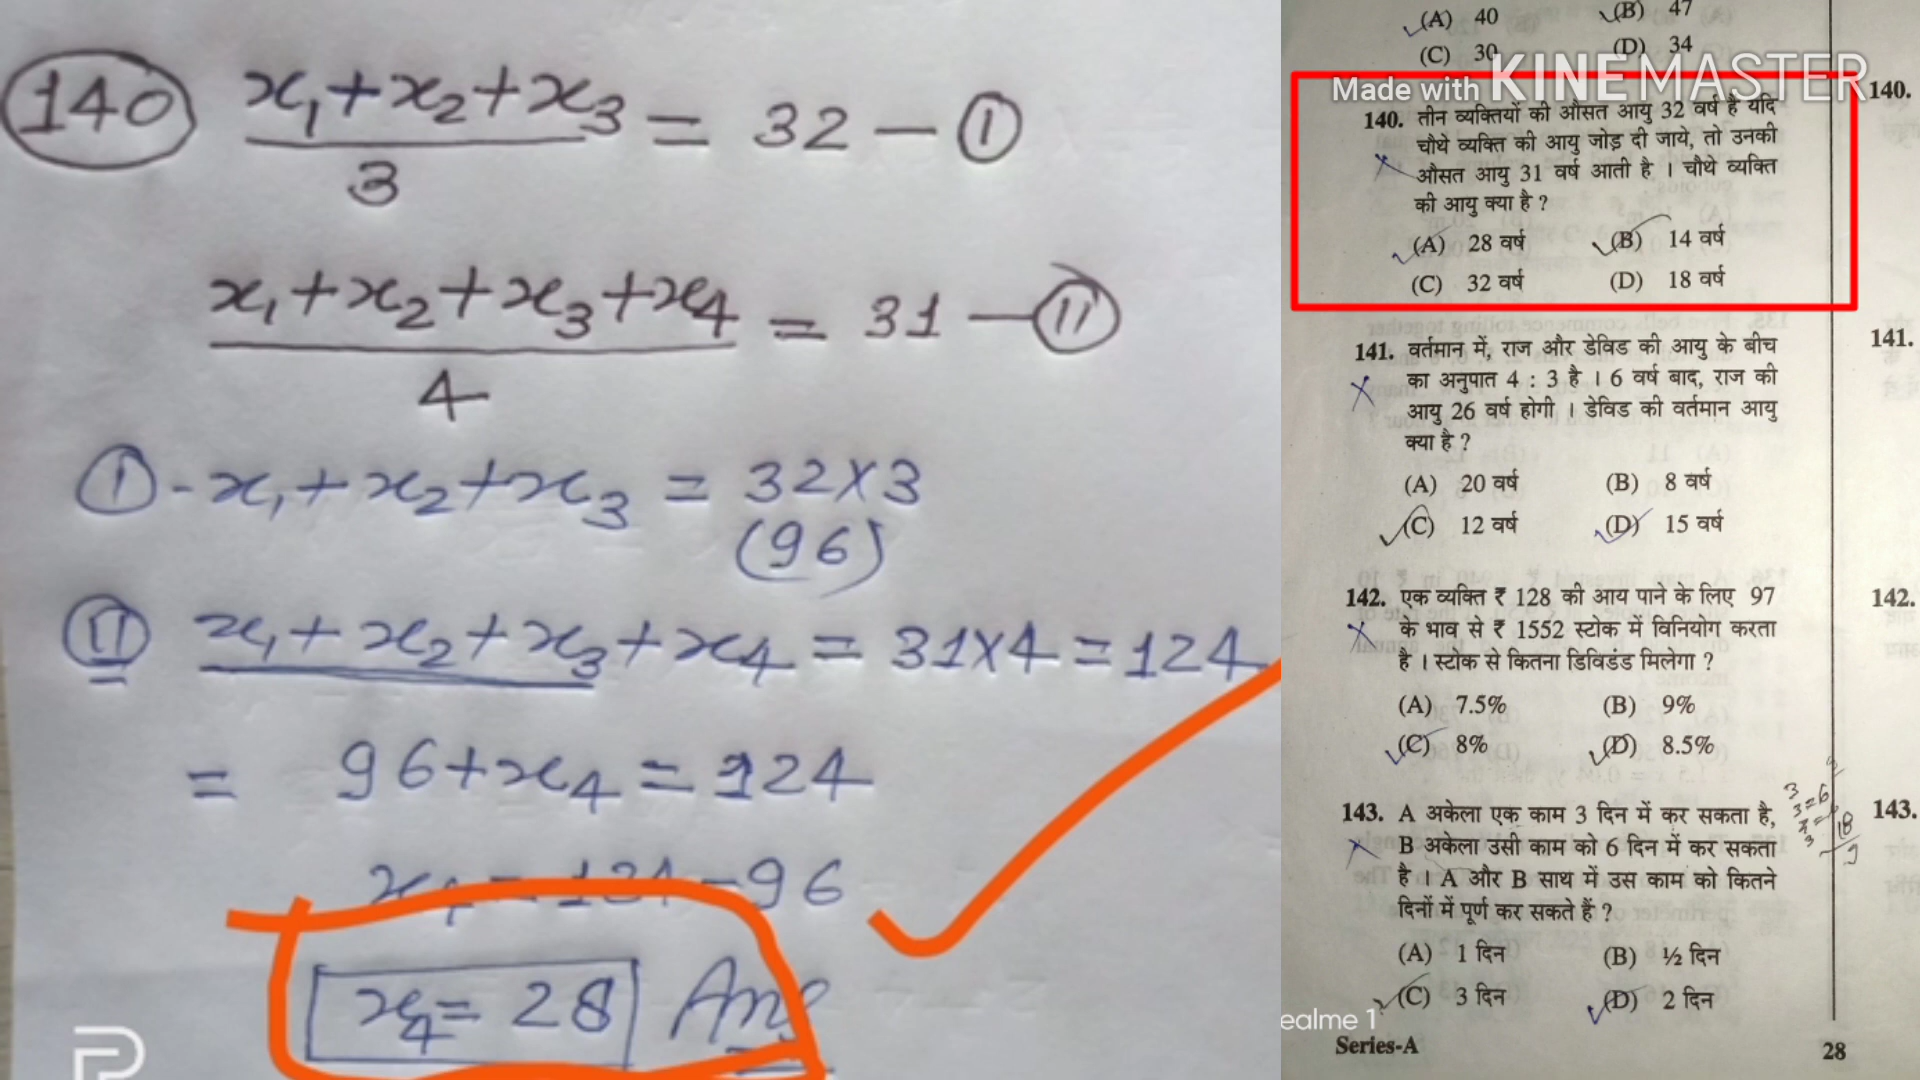 140 x₁+x₂+x₃/3 = 32 – I
x₁+x₂+x₃+x₄/4 = 31 – II
I - x₁+x₂+x₃ = 32×3
(96)
II x₁+x₂+x₃+x₄ = 31×4 = 124
= 96+x₄ = 124
x₄ = 124-96
x₄ = 28 Ans
(A) 40 (B) 47
(C) 30 (D) 34
Made with KINEMASTER
140. तीन व्यक्तियों की औसत आयु 32 वर्ष है यदि
चौथे व्यक्ति की आयु जोड़ दी जाये, तो उनकी
औसत आयु 31 वर्ष आती है । चौथे व्यक्ति
की आयु क्या है ?
(A) 28 वर्ष (B) 14 वर्ष
(C) 32 वर्ष (D) 18 वर्ष
141. वर्तमान में, राज और डेविड की आयु के बीच
का अनुपात 4 : 3 है । 6 वर्ष बाद, राज की
आयु 26 वर्ष होगी । डेविड की वर्तमान आयु
क्या है ?
(A) 20 वर्ष (B) 8 वर्ष
(C) 12 वर्ष (D) 15 वर्ष
142. एक व्यक्ति ₹ 128 की आय पाने के लिए 97
के भाव से ₹ 1552 स्टोक में विनियोग करता
है । स्टोक से कितना डिविडंड मिलेगा ?
(A) 7.5% (B) 9%
(C) 8% (D) 8.5%
143. A अकेला एक काम 3 दिन में कर सकता है,
B अकेला उसी काम को 6 दिन में कर सकता
है । A और B साथ में उस काम को कितने
दिनों में पूर्ण कर सकते हैं ?
(A) 1 दिन (B) ½ दिन
(C) 3 दिन (D) 2 दिन
ealme 1
Series-A
28
140.
141.
142.
143.